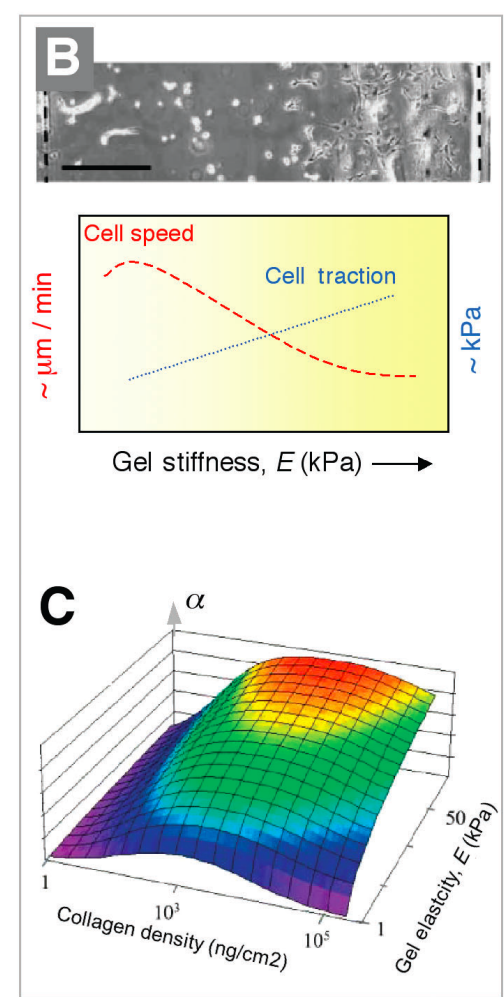 B
Cell speed
Cell traction
~ μm / min
~ kPa
Gel stiffness, E (kPa)
C
α
50
1
10³
10⁵
1
Collagen density (ng/cm2)
Gel elastcity, E (kPa)